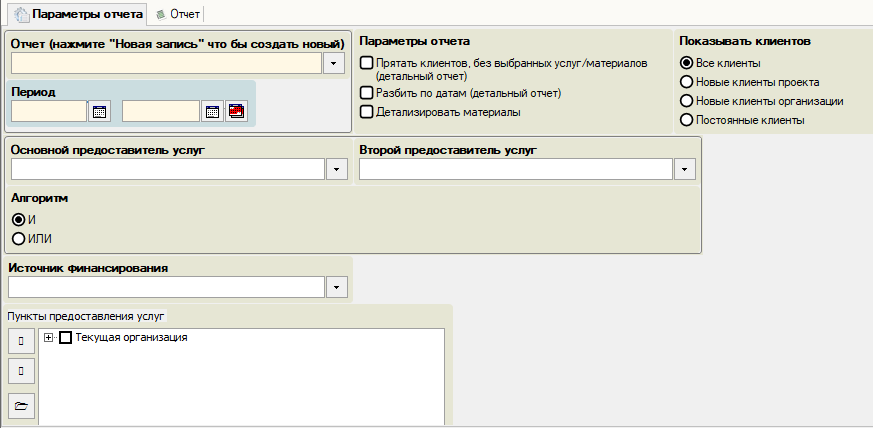 Параметры отчета
Отчет
Отчет (нажмите "Новая запись" что бы создать новый)
Период
Параметры отчета
Прятать клиентов, без выбранных услуг/материалов
(детальный отчет)
Разбить по датам (детальный отчет)
Детализировать материалы
Показывать клиентов
Все клиенты
Новые клиенты проекта
Новые клиенты организации
Постоянные клиенты
Основной предоставитель услуг
Второй предоставитель услуг
Алгоритм
И
ИЛИ
Источник финансирования
Пункты предоставления услуг
Текущая организация